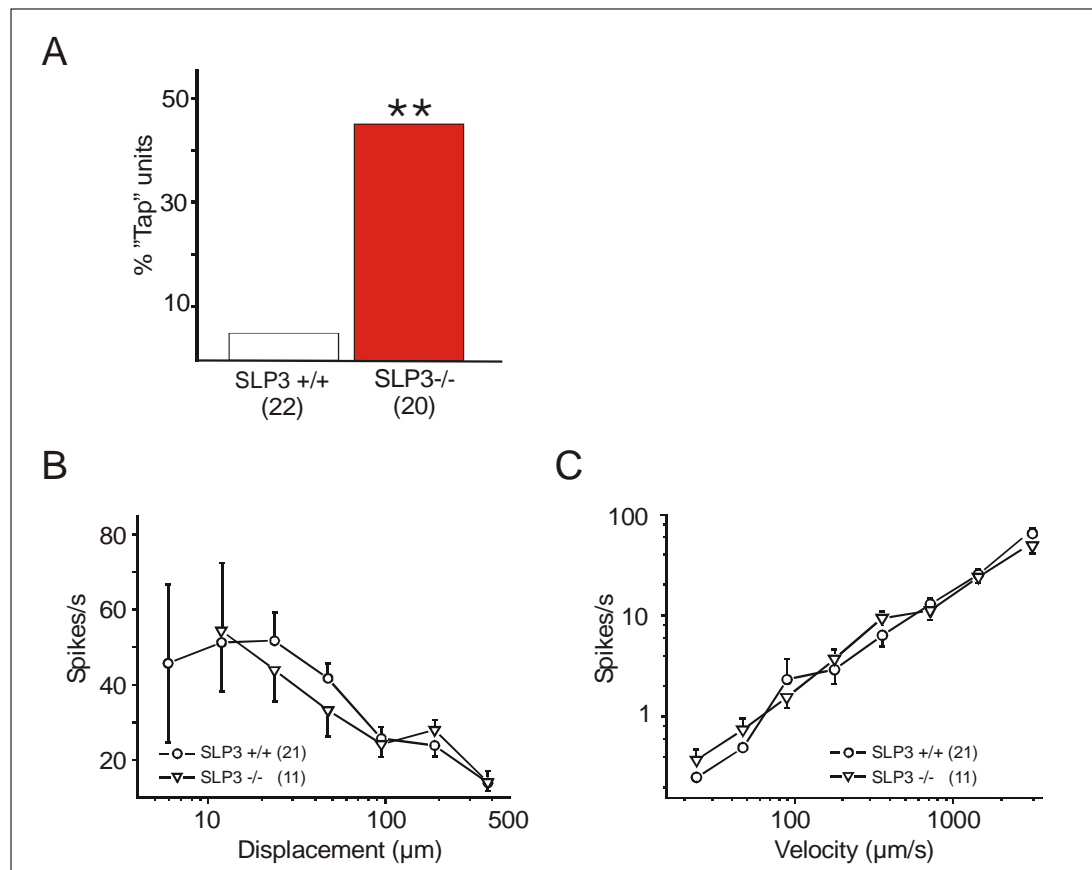 A
50
30
10
% ”Tap” units
**
SLP3 +/+
(22)
SLP3-/-
(20)
B
80
60
40
20
Spikes/s
SLP3 +/+ (21)
SLP3 -/- (11)
10
100
500
Displacement (µm)
C
100
10
1
Spikes/s
SLP3 +/+ (21)
SLP3 -/- (11)
100
1000
Velocity (µm/s)